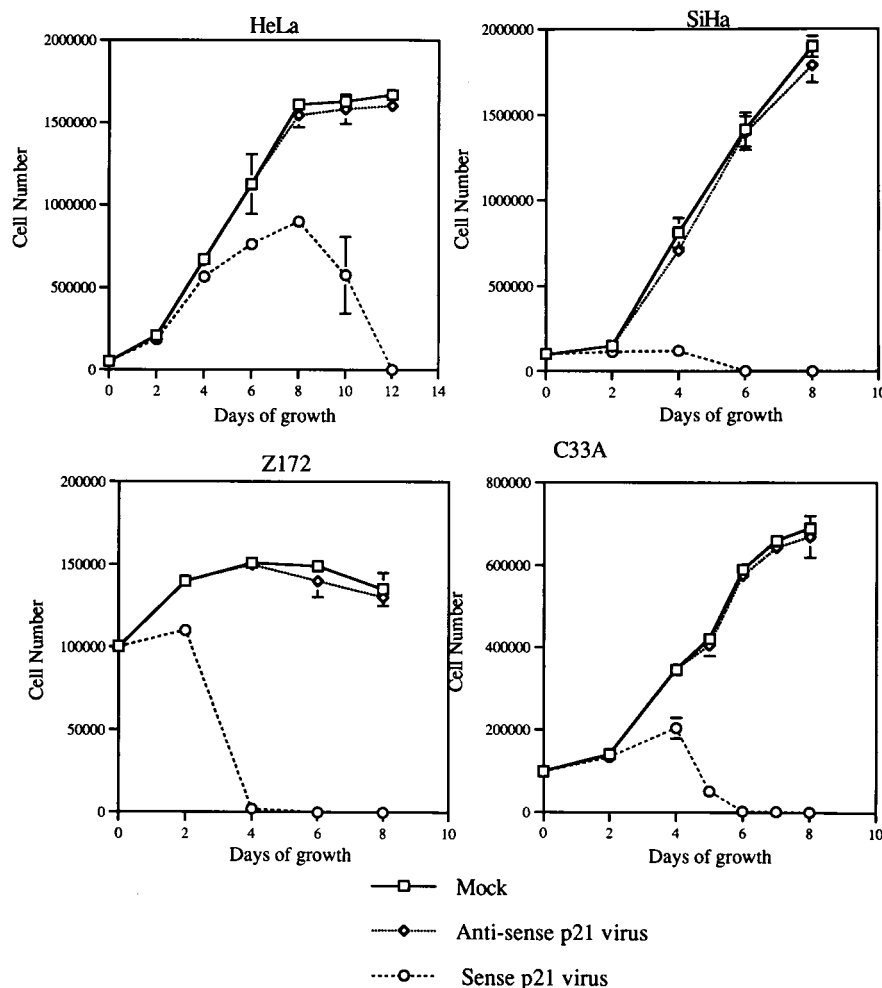 HeLa
2000000
1500000
1000000
500000
0
Cell Number
0 2 4 6 8 10 12 14
Days of growth
SiHa
2000000
1500000
1000000
500000
0
Cell Number
0 2 4 6 8 10
Days of growth
Z172
200000
150000
100000
50000
0
Cell Number
0 2 4 6 8 10
Days of growth
C33A
800000
600000
400000
200000
0
Cell Number
0 2 4 6 8 10
Days of growth
Mock
Anti-sense p21 virus
Sense p21 virus